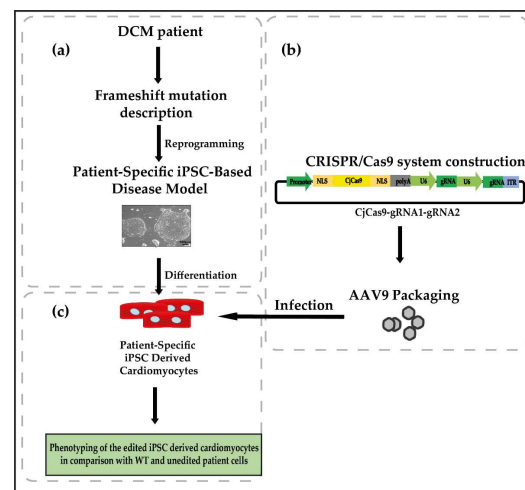 DCM patient
(a)
Frameshift mutation
description
Reprogramming
Patient-Specific iPSC-Based
Disease Model
Differentiation
(b)
CRISPR/Cas9 system construction
Promoter NLS CjCas9 NLS polyA U6 gRNA U6 gRNA ITR
CjCas9-gRNA1-gRNA2
AAV9 Packaging
Infection
(c)
Patient-Specific
iPSC Derived
Cardiomyocytes
Phenotyping of the edited iPSC derived cardiomyocytes
in comparison with WT and unedited patient cells